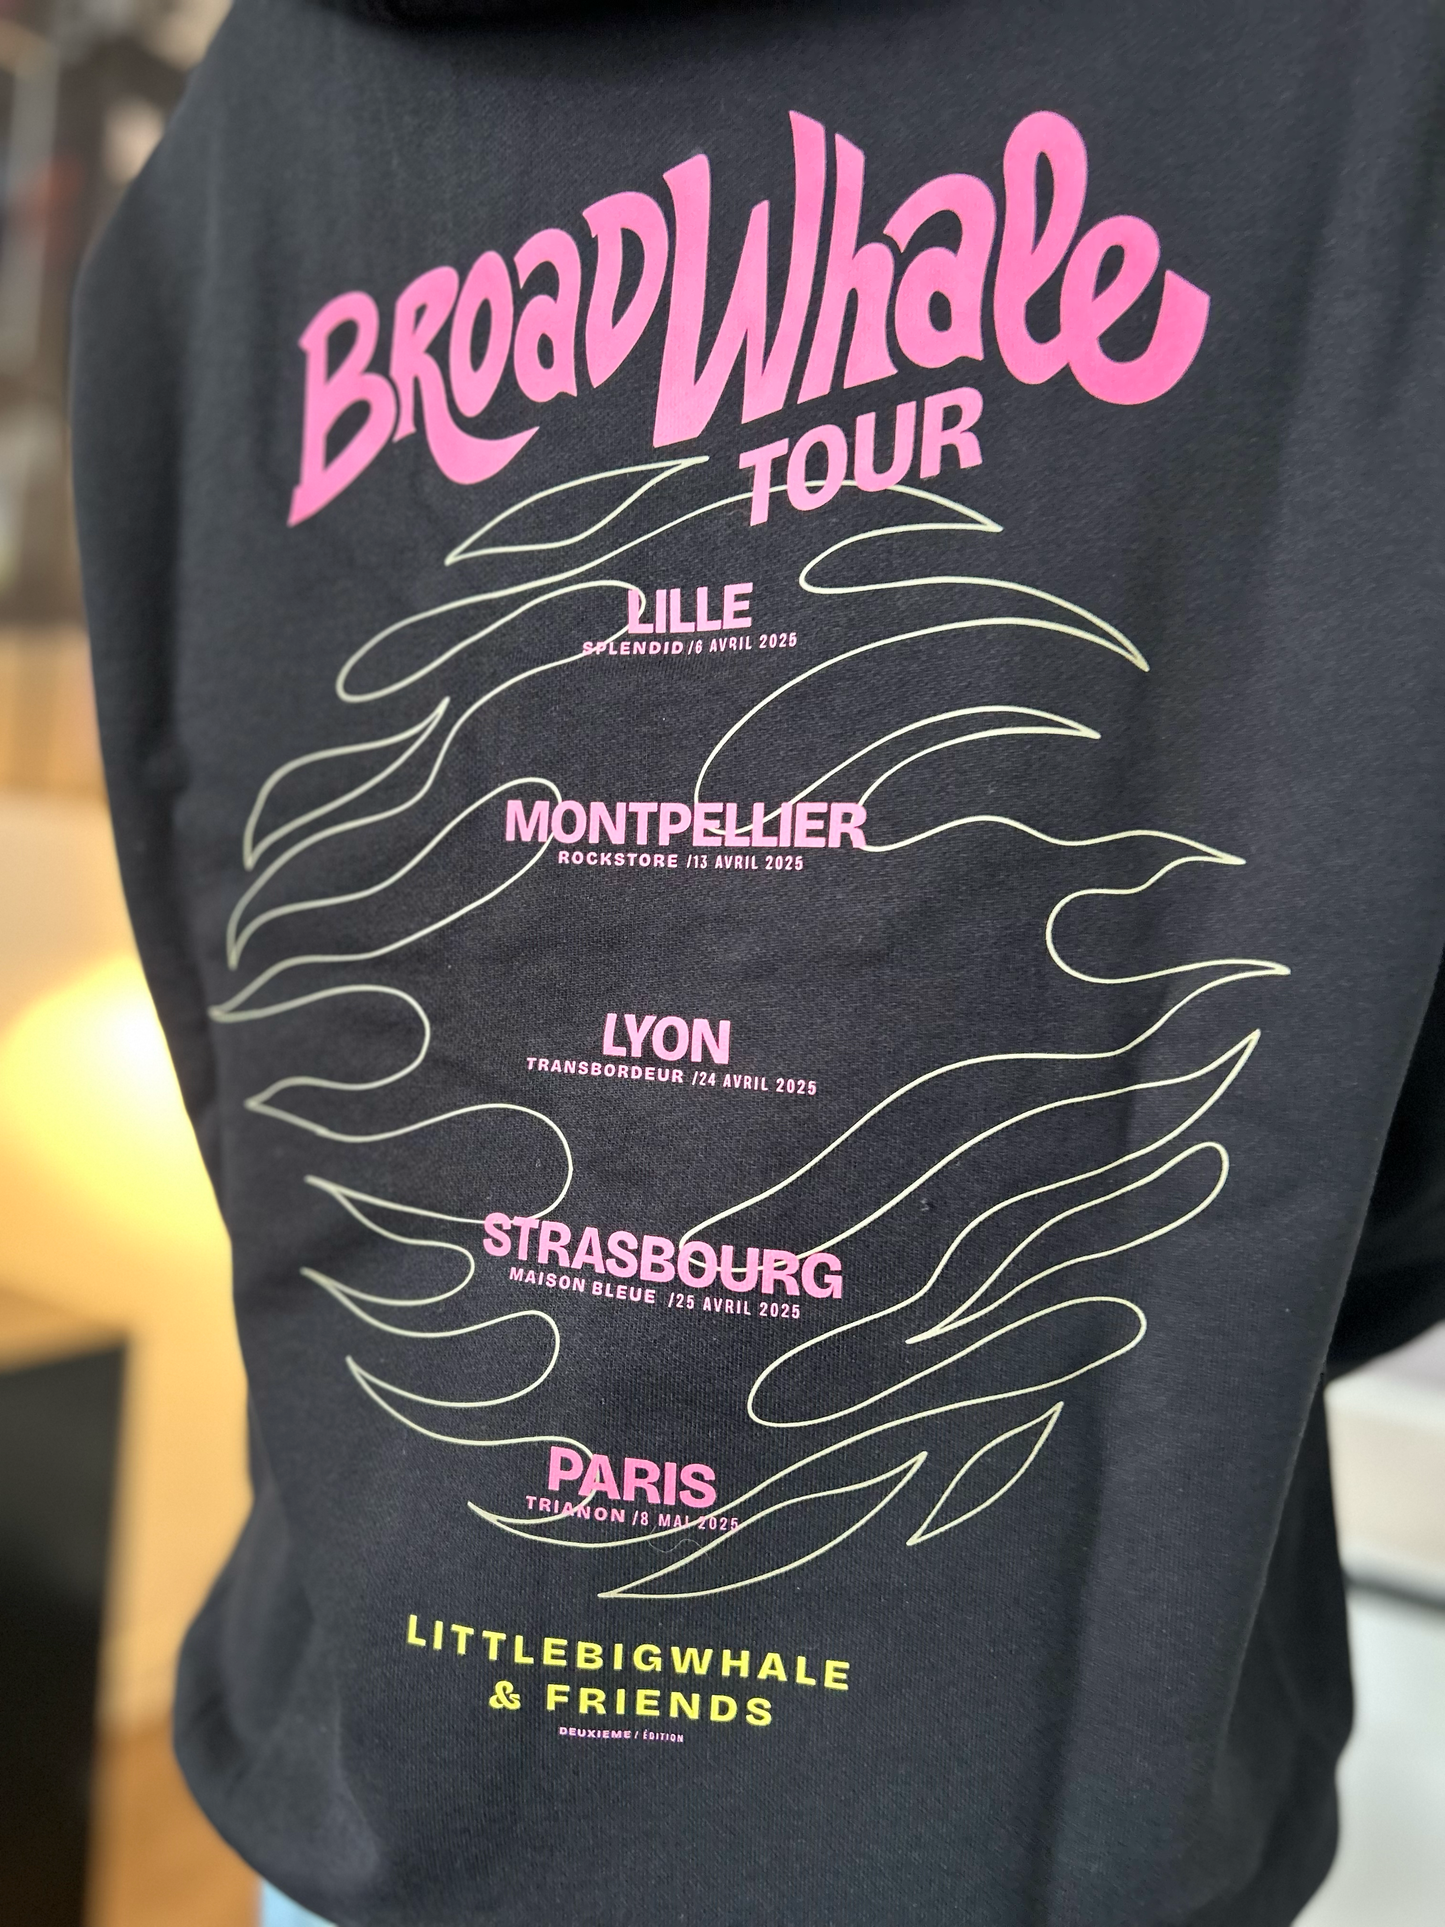 BROADWhale
TOUR
LILLE
SPLENDID /6 AVRIL 2025
MONTPELLIER
ROCKSTORE /13 AVRIL 2025
LYON
TRANSBORDEUR /24 AVRIL 2025
STRASBOURG
MAISON BLEUE /25 AVRIL 2025
PARIS
TRIANON /8 MAI 2025
LITTLEBIGWHALE
& FRIENDS
DEUXIEME / ÉDITION